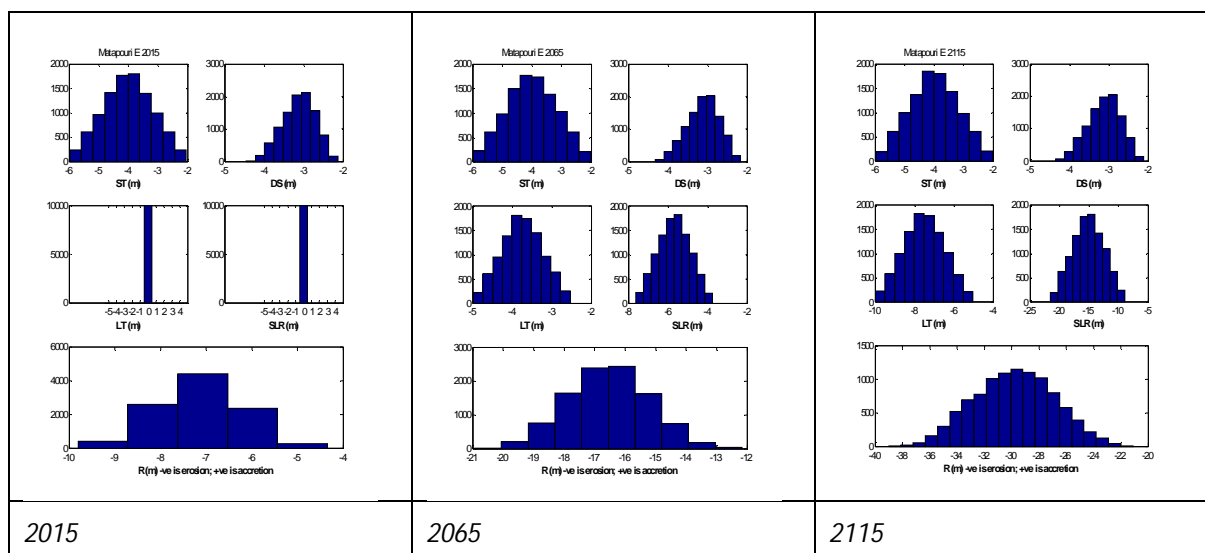 Matapouri E 2015
2000
1500
1000
500
0
-6 -5 -4 -3 -2
ST (m)
3000
2000
1000
0
-6 -5 -4 -3 -2
DS (m)
10000
5000
0
-5-4-3-2-1 0 1 2 3 4
LT (m)
10000
5000
0
-5-4-3-2-1 0 1 2 3 4
SLR (m)
6000
4000
2000
0
-10 -9 -8 -7 -6 -5 -4
R (m) -ve is erosion; +ve is accretion
2015
Matapouri E 2065
2000
1500
1000
500
0
-6 -5 -4 -3 -2
ST (m)
3000
2000
1000
0
-6 -5 -4 -3 -2
DS (m)
2000
1500
1000
500
0
-5 -4 -3 -2
LT (m)
2000
1500
1000
500
0
-8 -6 -4 -2
SLR (m)
3000
2000
1000
0
-21 -20 -19 -18 -17 -16 -15 -14 -13 -12
R (m) -ve is erosion; +ve is accretion
2065
Matapouri E 2115
2000
1500
1000
500
0
-6 -5 -4 -3 -2
ST (m)
3000
2000
1000
0
-5 -4 -3 -2
DS (m)
2000
1500
1000
500
0
-10 -8 -6 -4
LT (m)
2000
1500
1000
500
0
-25 -20 -15 -10 -5
SLR (m)
1500
1000
500
0
-40 -38 -36 -34 -32 -30 -28 -26 -24 -22 -20
R (m) -ve is erosion; +ve is accretion
2115